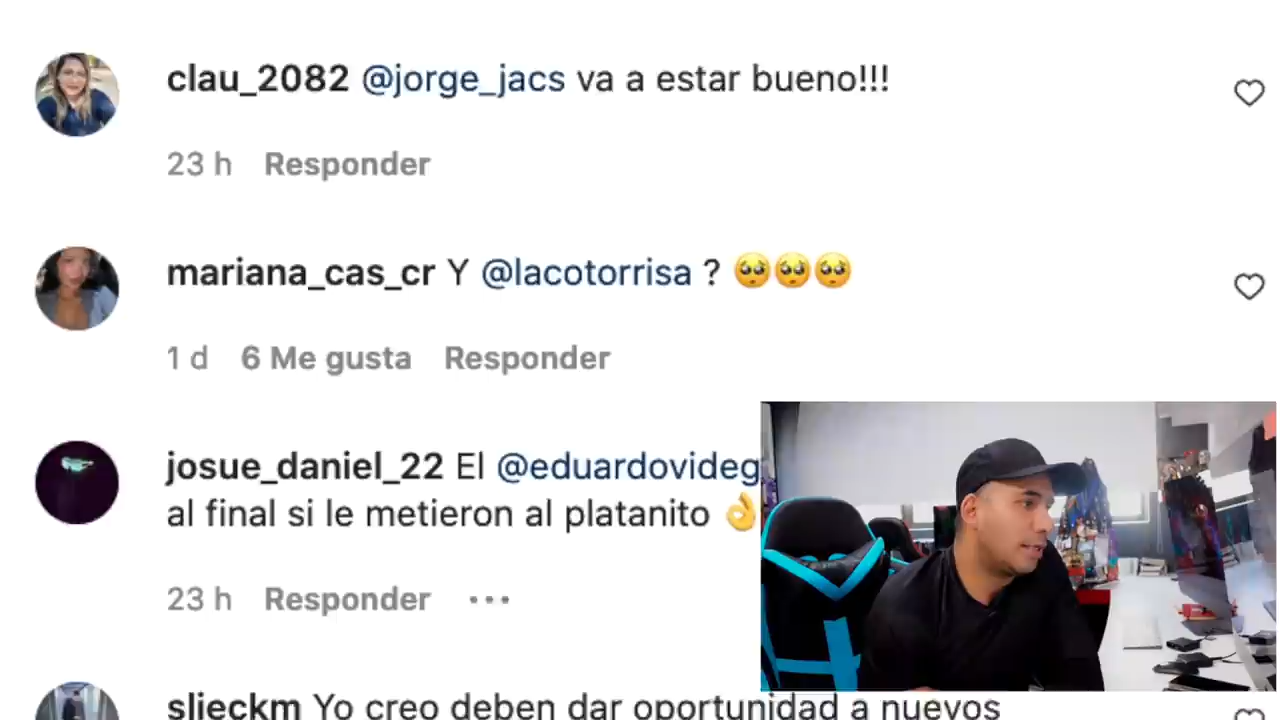 clau_2082 @jorge_jacs va a estar bueno!!!
23 h Responder
mariana_cas_cr Y @lacotorrisa ? 🥺🥺🥺
1 d 6 Me gusta Responder
josue_daniel_22 El @eduardovideg
al final si le metieron al platanito 👌
23 h Responder ...
slieckm Yo creo deben dar oportunidad a nuevos